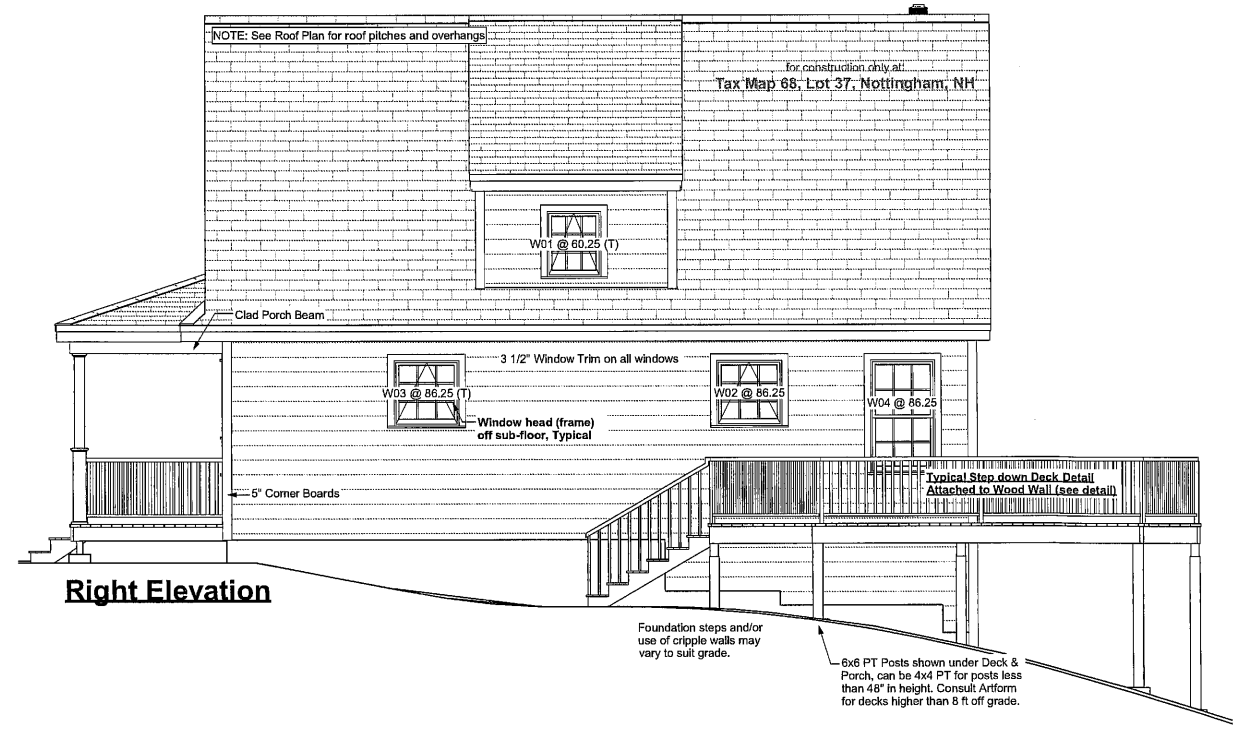 NOTE: See Roof Plan for roof pitches and overhangs
for construction only at:
Tax Map 68, Lot 37, Nottingham, NH
W01 @ 60.25 (T)
Clad Porch Beam
3 1/2" Window Trim on all windows
W03 @ 86.25 (T)
W02 @ 86.25
W04 @ 86.25
Window head (frame)
off sub-floor, Typical
Typical Step down Deck Detail
Attached to Wood Wall (see detail)
5" Corner Boards
Right Elevation
Foundation steps and/or
use of cripple walls may
vary to suit grade.
6x6 PT Posts shown under Deck &
Porch, can be 4x4 PT for posts less
than 48" in height. Consult Artform
for decks higher than 8 ft off grade.